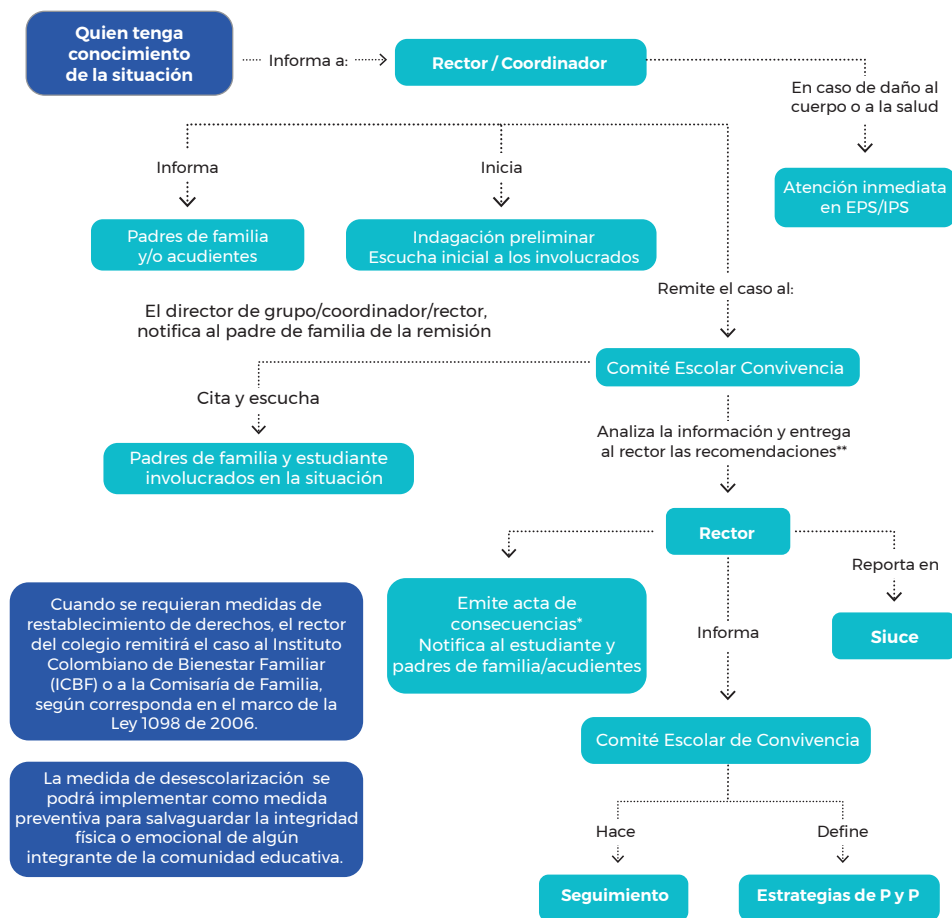 Quien tenga
conocimiento
de la situación
Informa a:
Rector / Coordinador
En caso de daño al
cuerpo o a la salud
Atención inmediata
en EPS/IPS
Informa
Inicia
Padres de familia
y/o acudientes
Indagación preliminar
Escucha inicial a los involucrados
Remite el caso al:
El director de grupo/coordinador/rector,
notifica al padre de familia de la remisión
Comité Escolar Convivencia
Cita y escucha
Padres de familia y estudiante
involucrados en la situación
Analiza la información y entrega
al rector las recomendaciones**
Rector
Reporta en
Siuce
Emite acta de
consecuencias*
Notifica al estudiante y
padres de familia/acudientes
Informa
Cuando se requieran medidas de
restablecimiento de derechos, el rector
del colegio remitirá el caso al Instituto
Colombiano de Bienestar Familiar
(ICBF) o a la Comisaría de Familia,
según corresponda en el marco de la
Ley 1098 de 2006.
Comité Escolar de Convivencia
La medida de desescolarización se
podrá implementar como medida
preventiva para salvaguardar la integridad
física o emocional de algún
integrante de la comunidad educativa.
Hace
Define
Seguimiento
Estrategias de P y P